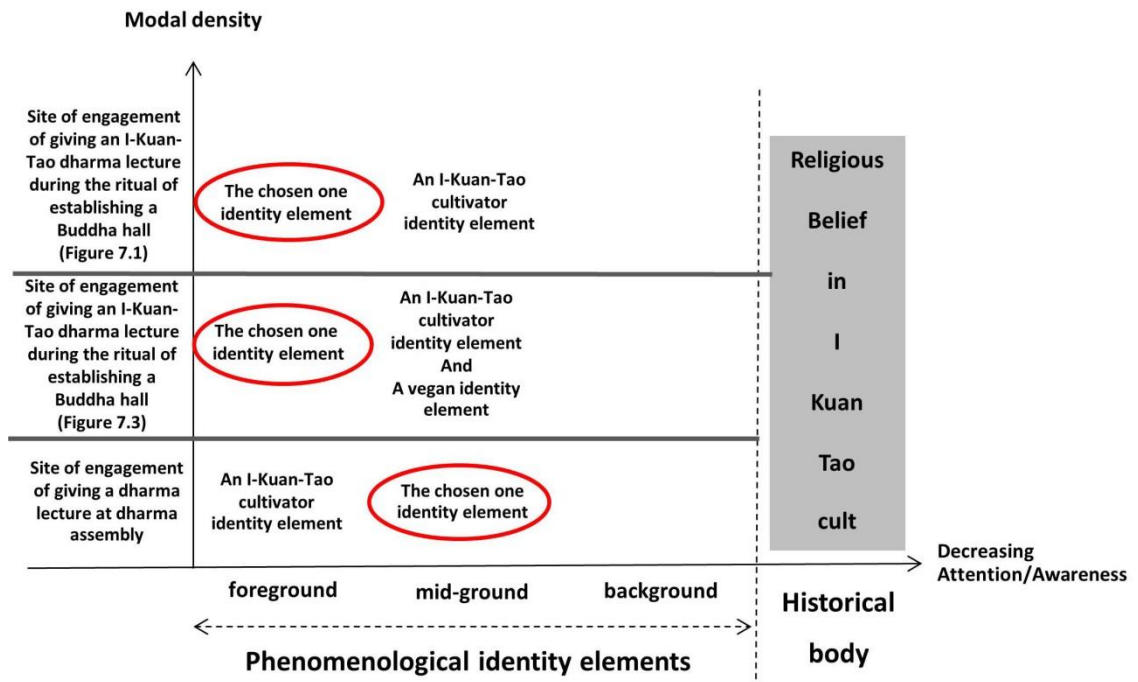 Modal density
Site of engagement
of giving an I-Kuan-
Tao dharma lecture
during the ritual of
establishing a
Buddha hall
(Figure 7.1)
The chosen one
identity element
An I-Kuan-Tao
cultivator
identity element
Site of engagement
of giving an I-Kuan-
Tao dharma lecture
during the ritual of
establishing a
Buddha hall
(Figure 7.3)
The chosen one
identity element
An I-Kuan-Tao
cultivator
identity element
And
A vegan identity
element
Site of engagement
of giving a dharma
lecture at dharma
assembly
An I-Kuan-Tao
cultivator
identity element
The chosen one
identity element
Religious
Belief
in
I
Kuan
Tao
cult
Decreasing
Attention/Awareness
foreground
mid-ground
background
Historical
body
Phenomenological identity elements